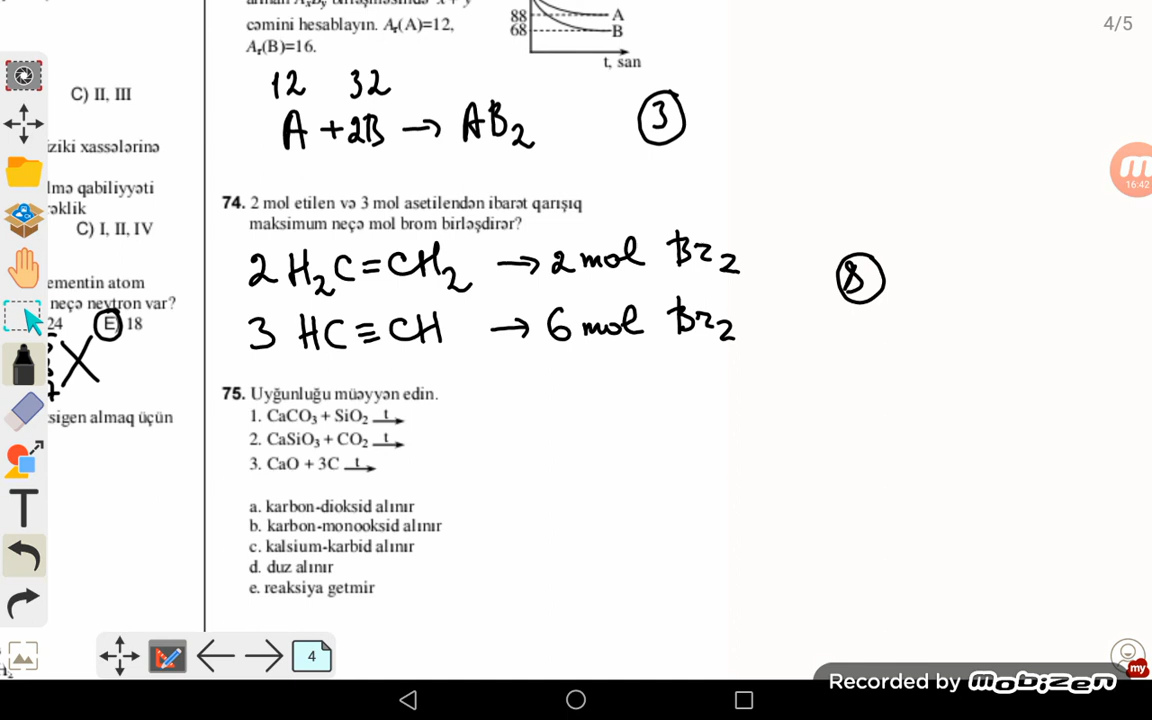 cəmini hesablayın. Aᵣ(A)=12,
Aᵣ(B)=16.
88 A
68 B
t, san
4/5
12 32
A + 2B → AB₂ 3
C) II, III
ziki xassələrinə
lmə qabiliyyəti
əklik
C) I, II, IV
ementin atom
neçə neytron var?
24 E) 18
sigen almaq üçün
74. 2 mol etilen və 3 mol asetilendən ibarət qarışıq
maksimum neçə mol brom birləşdirər?
2 H₂C=CH₂ → 2 mol Br₂ 8
3 HC≡CH → 6 mol Br₂
75. Uyğunluğu müəyyən edin.
1. CaCO₃ + SiO₂ t→
2. CaSiO₃ + CO₂ t→
3. CaO + 3C t→
a. karbon-dioksid alınır
b. karbon-monooksid alınır
c. kalsium-karbid alınır
d. duz alınır
e. reaksiya getmir
T
4
16:42
Recorded by mobizen
my